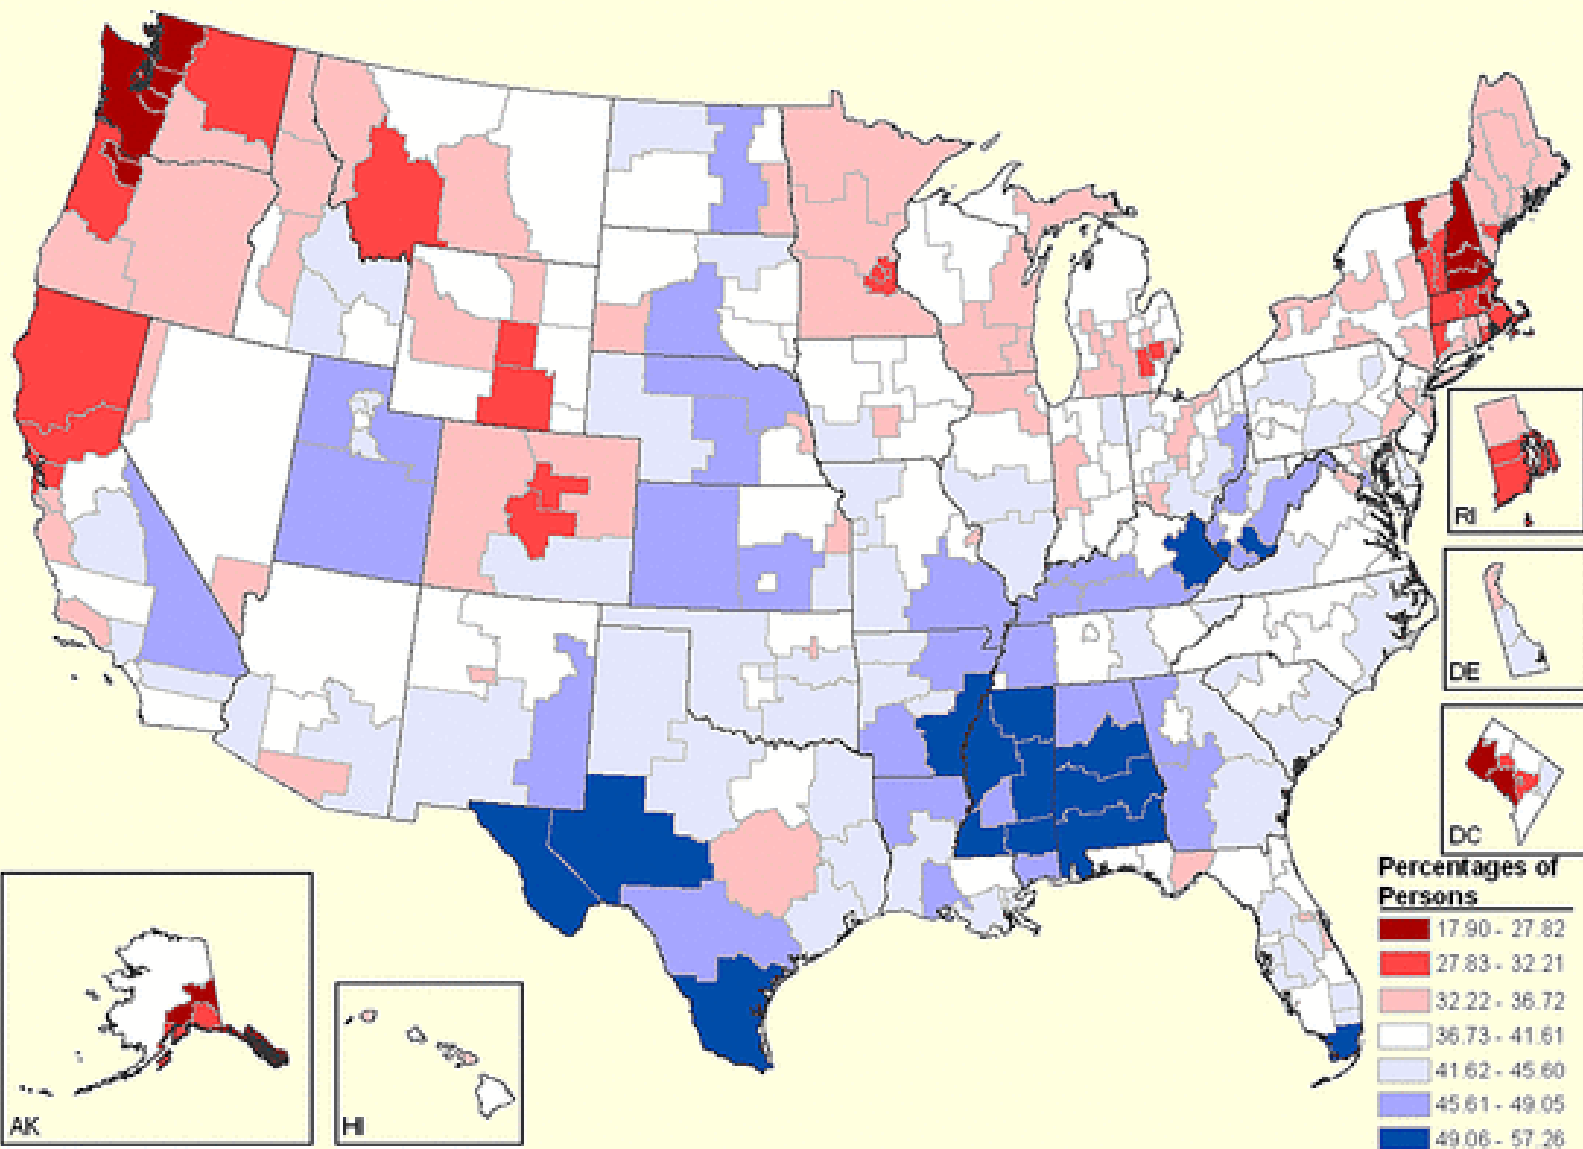 RI
DE
DC
Percentages of
Persons
17.90 - 27.82
27.83 - 32.21
32.22 - 36.72
36.73 - 41.61
41.62 - 45.60
45.61 - 49.05
49.06 - 57.26
AK
HI